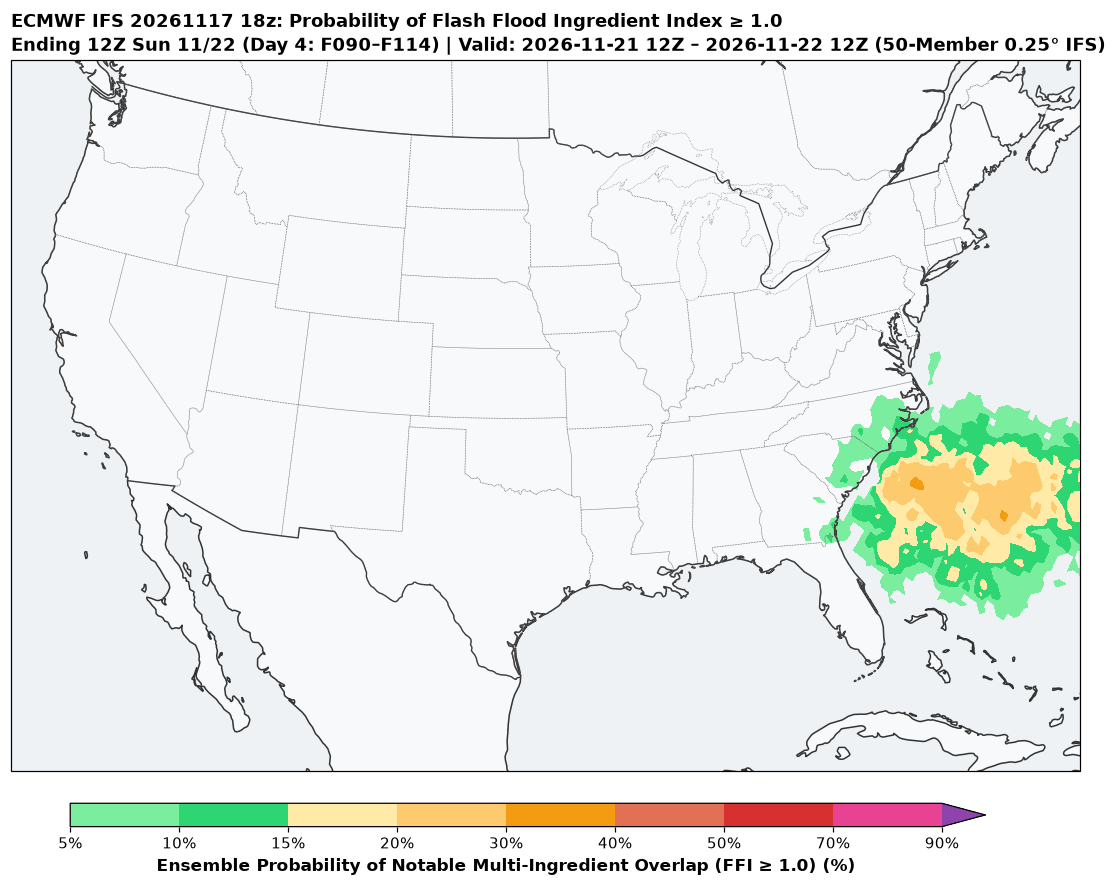 ECMWF IFS 20261117 18z: Probability of Flash Flood Ingredient Index ≥ 1.0
Ending 12Z Sun 11/22 (Day 4: F090–F114) | Valid: 2026-11-21 12Z – 2026-11-22 12Z (50-Member 0.25° IFS)
5% 10% 15% 20% 30% 40% 50% 70% 90%
Ensemble Probability of Notable Multi-Ingredient Overlap (FFI ≥ 1.0) (%)